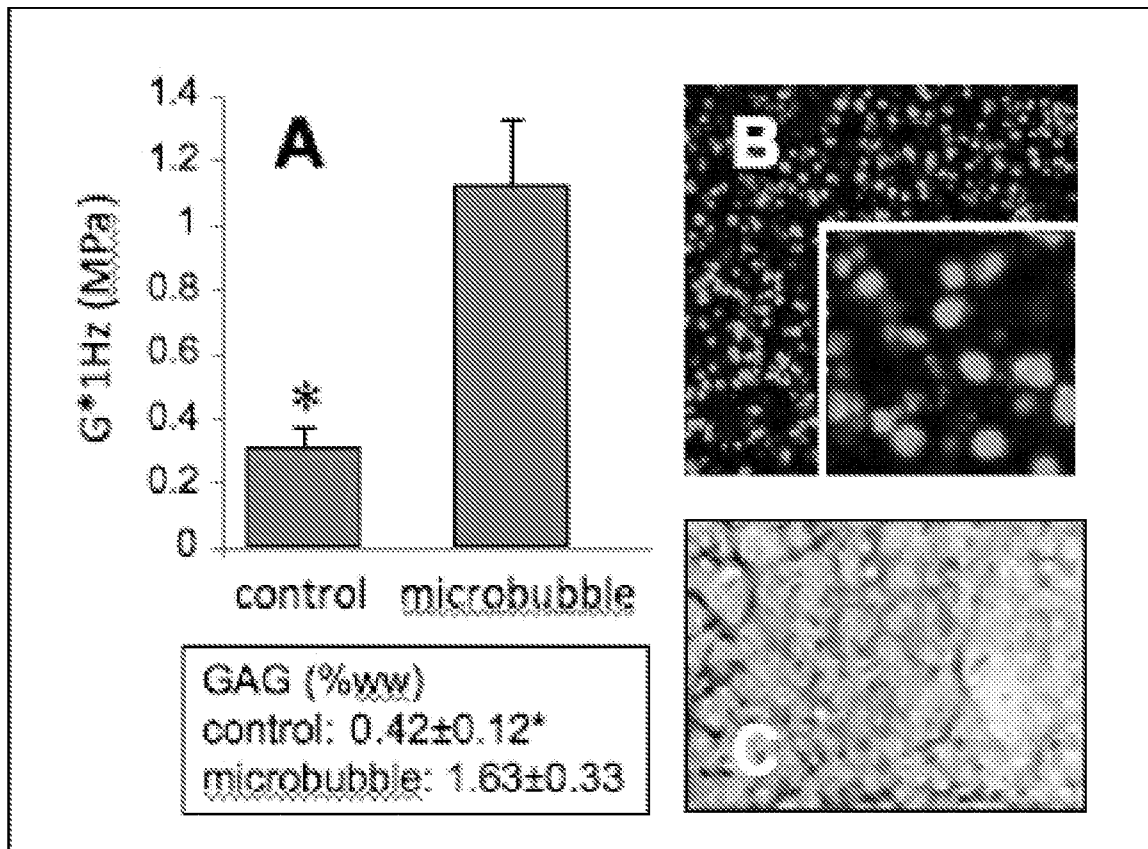 1.4
1.2
1
0.8
0.6
0.4
0.2
0
G*1Hz (MPa)
A
*
control microbubble
GAG (%ww)
control: 0.42±0.12*
microbubble: 1.63±0.33
B
C